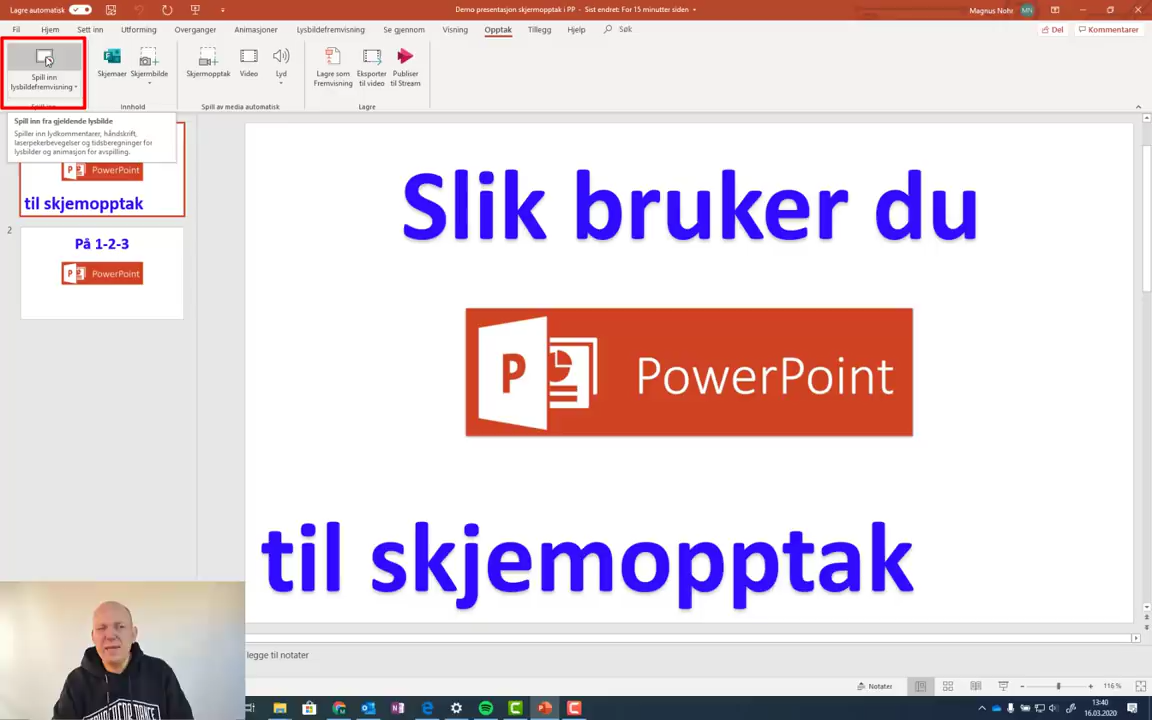 Lagre automatisk
Demo presentasjon skjermopptak i PP - Sist endret: For 15 minutter siden
Magnus Nohr MN
Fil Hjem Sett inn Utforming Overganger Animasjoner Lysbildefremvisning Se gjennom Visning Opptak Tillegg Hjelp Søk
Del Kommentarer
Spill inn
lysbildefremvisning
Skjemaer Skjermbilde
Innhold
Skjermopptak Video Lyd
Spill av media automatisk
Lagre som
Fremvisning
Eksporter
til video
Publiser
til Stream
Lagre
Spill inn fra gjeldende lysbilde
Spiller inn lydkommentarer, håndskrift,
laserpekerbevegelser og tidsberegninger for
lysbilder og animasjon for avspilling.
P PowerPoint
til skjemopptak
2
På 1-2-3
P PowerPoint
Slik bruker du
P PowerPoint
til skjemopptak
legge til notater
Notater
116 %
13:40
16.03.2020